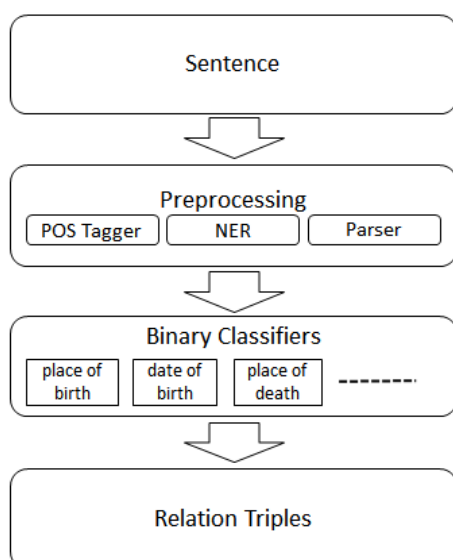 Sentence
Preprocessing
POS Tagger NER Parser
Binary Classifiers
place of birth date of birth place of death
Relation Triples